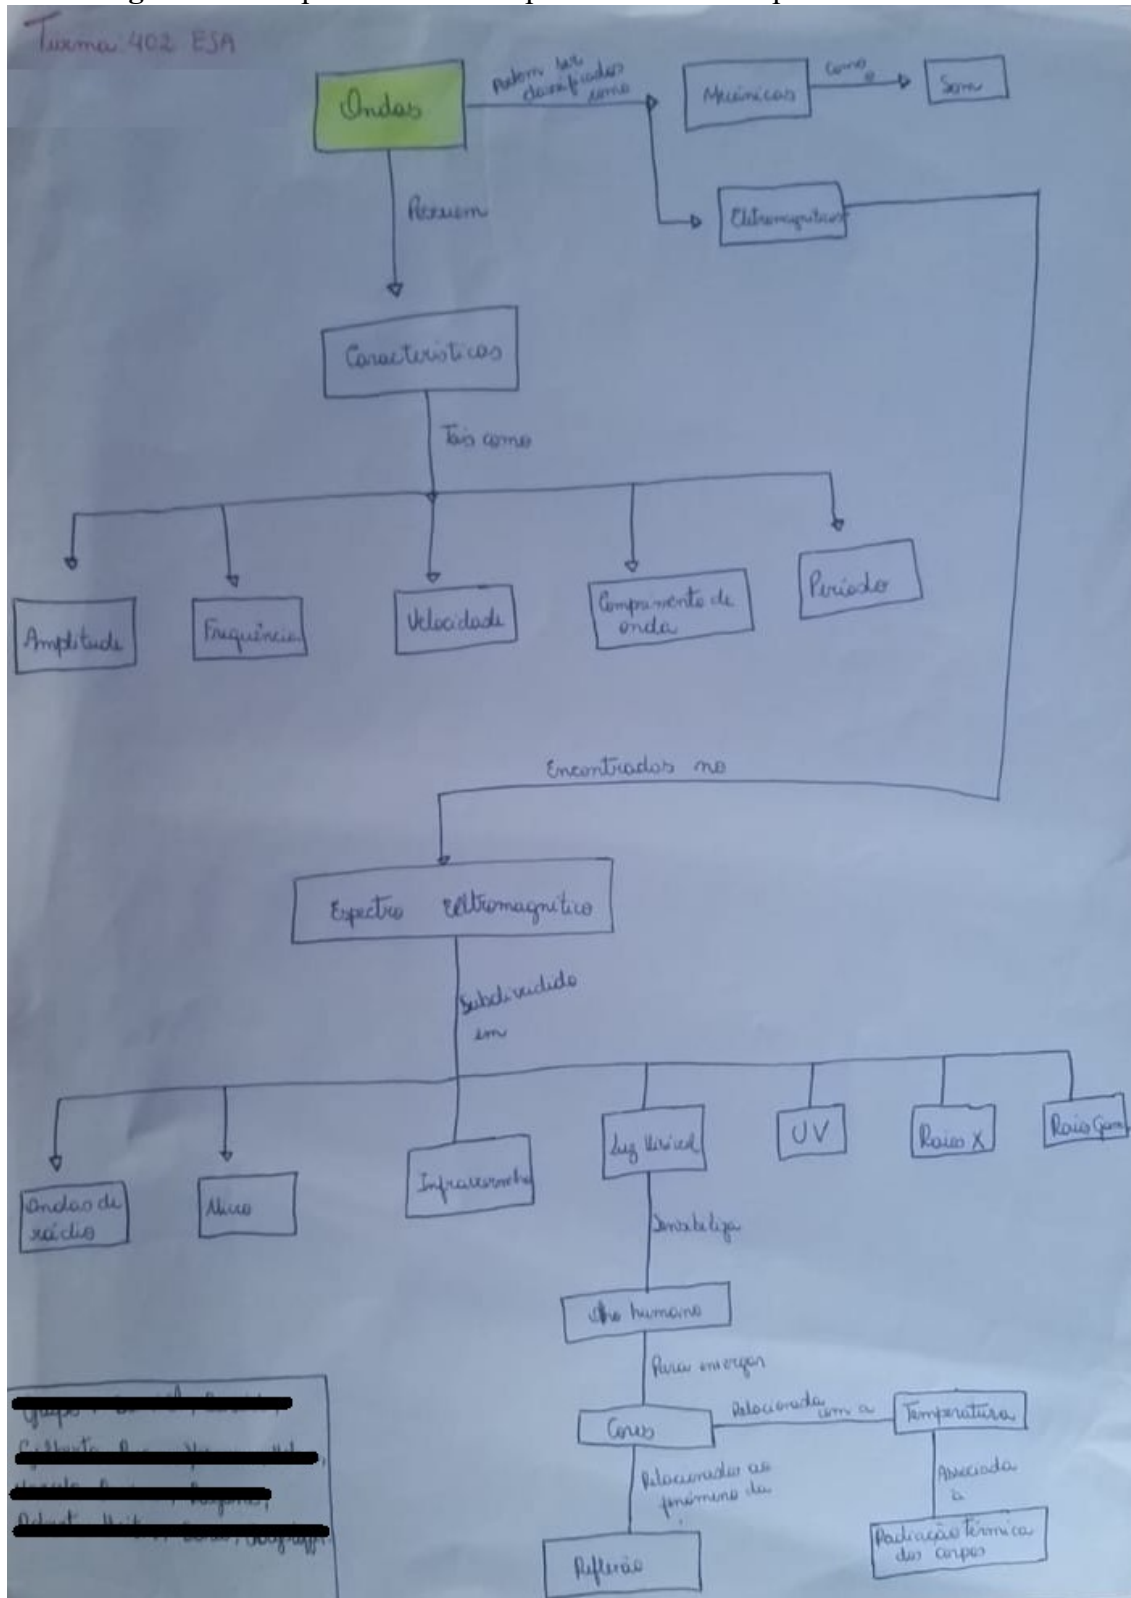 Turma: 402 ESA
Ondas
Podem ser
classificadas
como
Mecânicas
como
o
Som
Eletromagnéticas
Possuem
Características
Tais como
Amplitude
Frequência
Velocidade
Comprimento de
onda
Período
Encontradas no
Espectro Eletromagnético
Subdividido
em
Ondas de
rádio
Micro
Infravermelho
Luz Visível
UV
Raios X
Raios Gama
Sensibiliza
Olho humano
Para enxergar
Cores
Relacionada
com a
Temperatura
Relacionadas ao
fenômeno da
Reflexão
Associada
à
Radiação Térmica
dos corpos